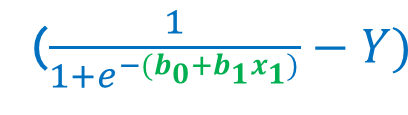 (1/(1+e^−(b₀+b₁x₁)) − Y)